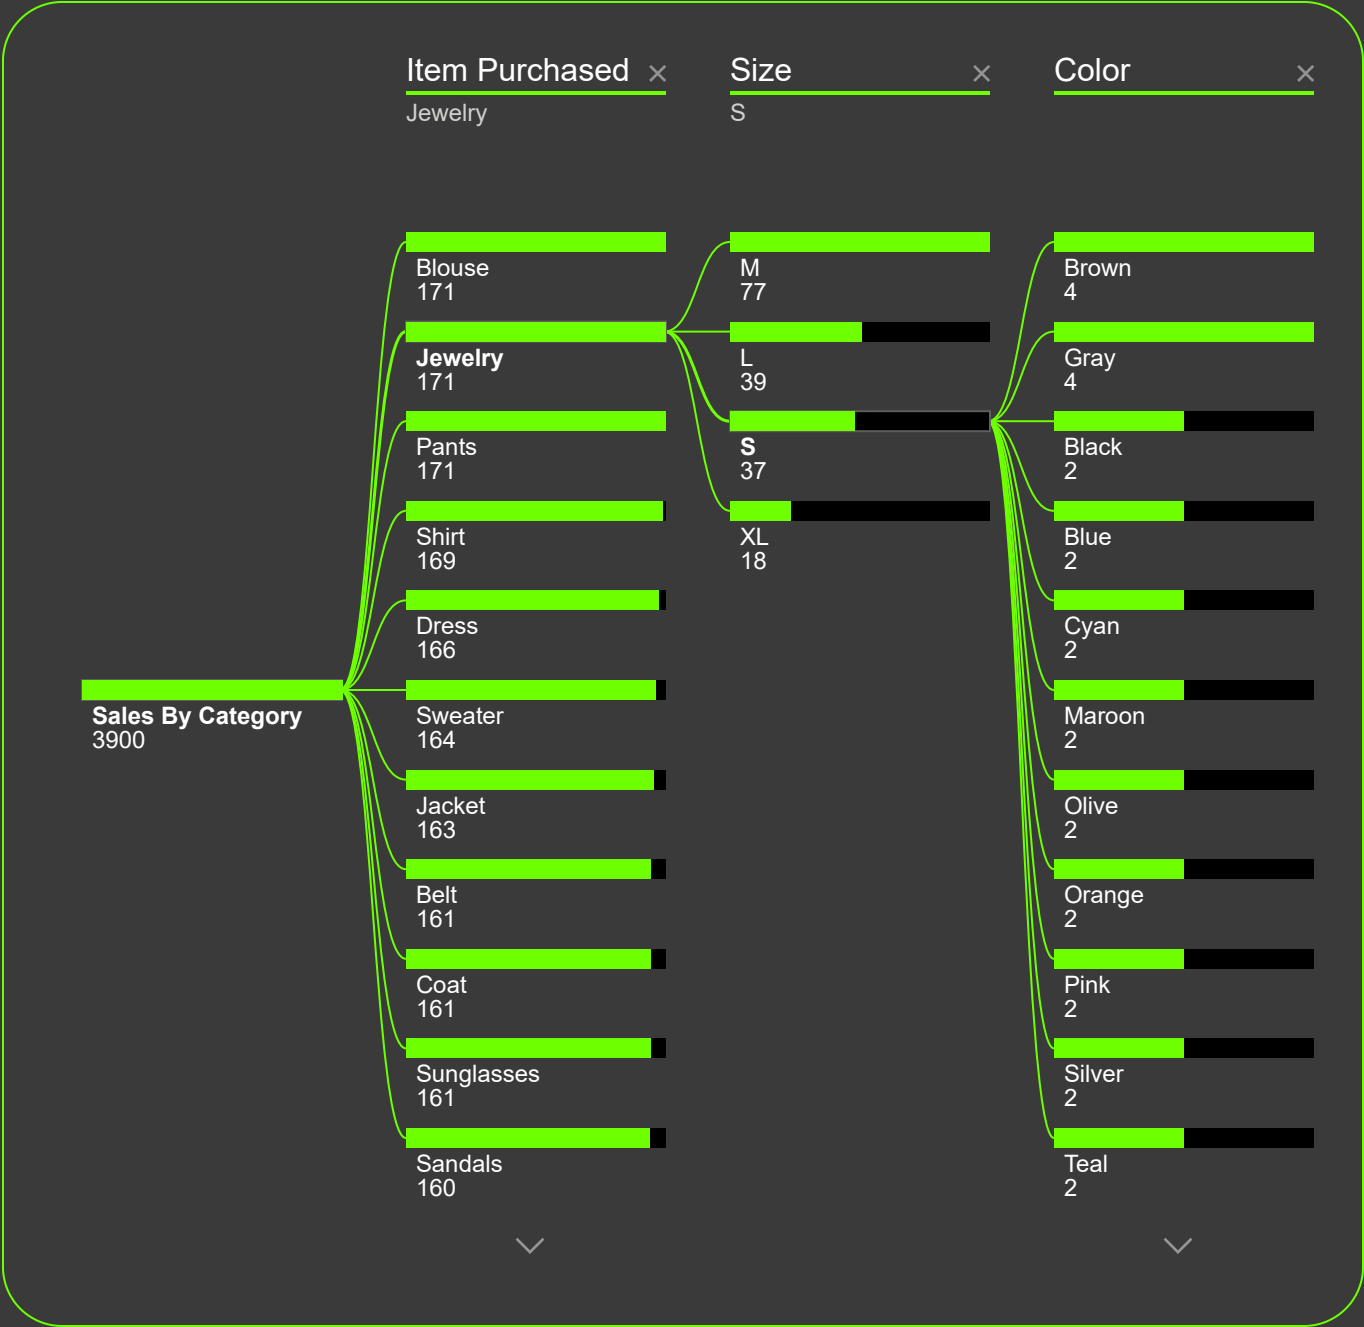 Item Purchased
Jewelry
Size
S
Color
Sales By Category
3900
Blouse
171
Jewelry
171
Pants
171
Shirt
169
Dress
166
Sweater
164
Jacket
163
Belt
161
Coat
161
Sunglasses
161
Sandals
160
M
77
L
39
S
37
XL
18
Brown
4
Gray
4
Black
2
Blue
2
Cyan
2
Maroon
2
Olive
2
Orange
2
Pink
2
Silver
2
Teal
2